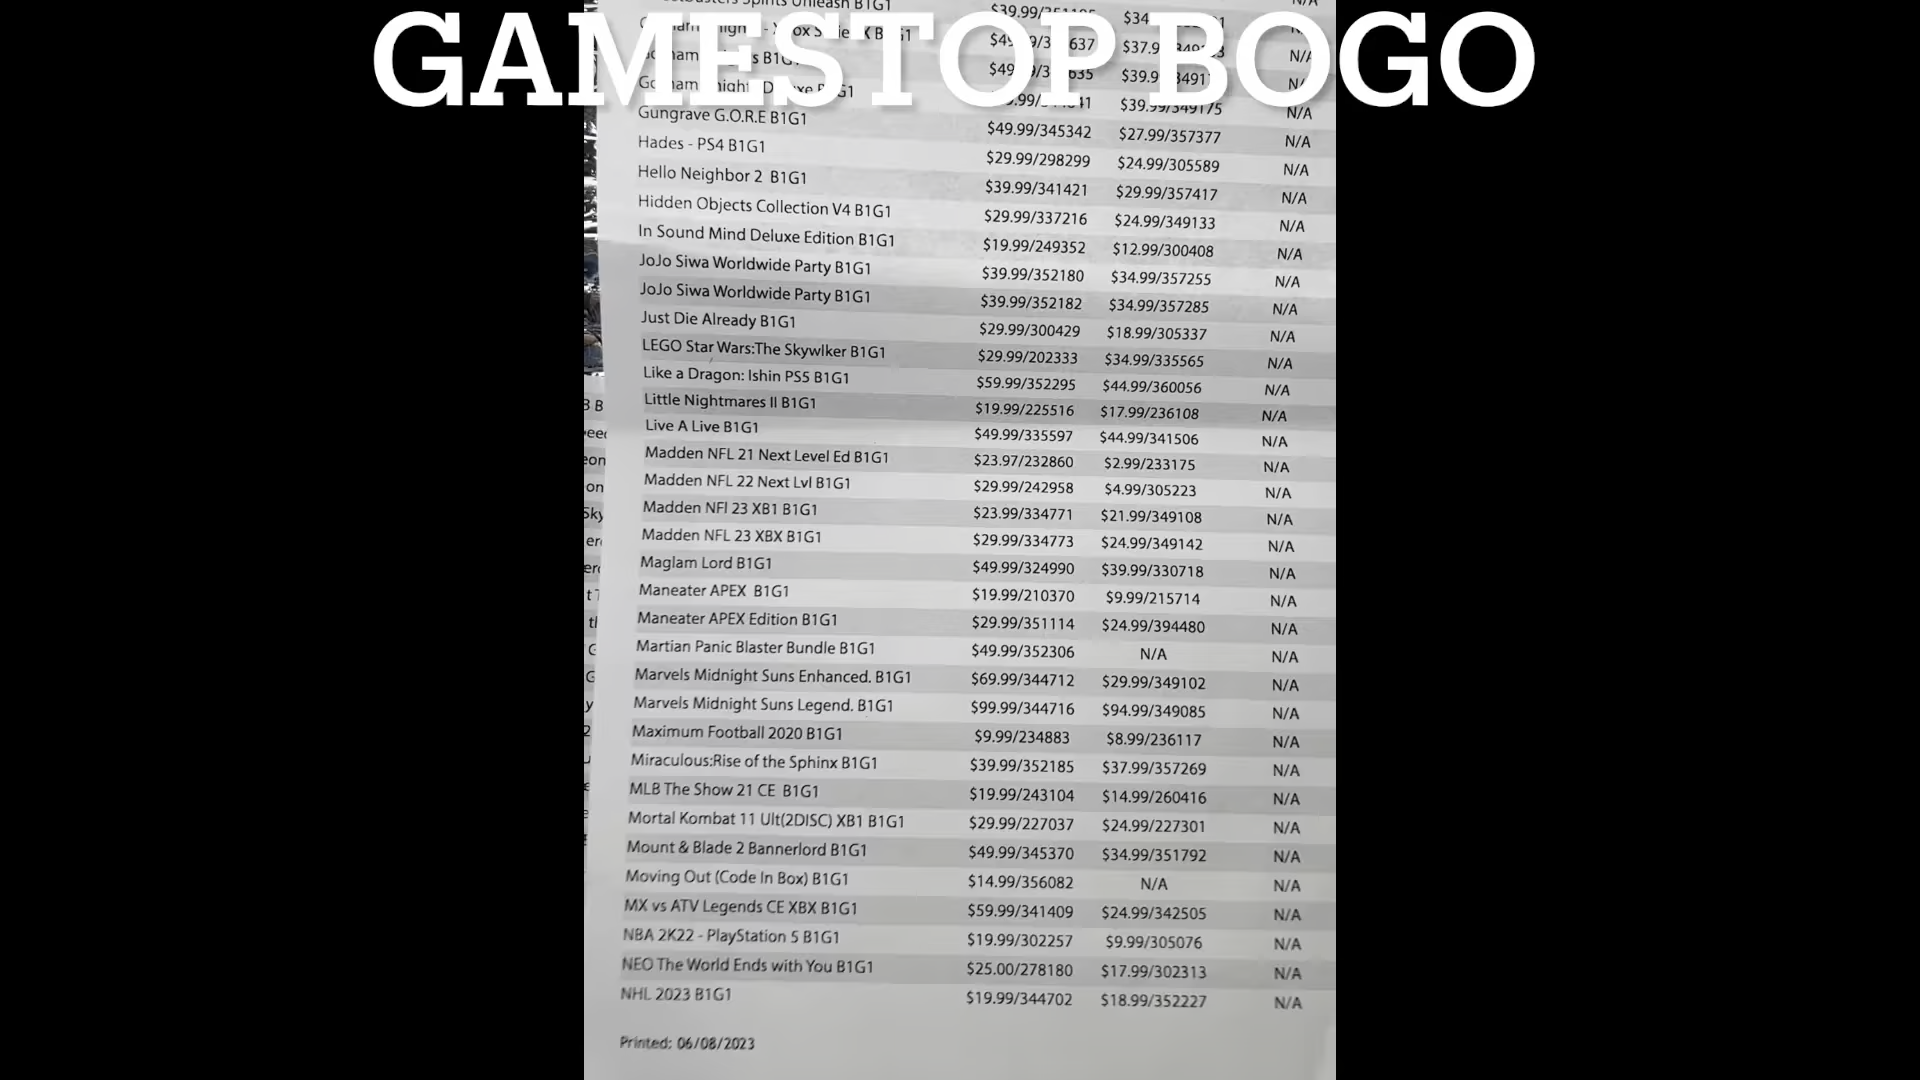 GAMESTOP BOGO
Spirits Unleash B1G1 N/A
Gungrave G.O.R.E B1G1 $49.99/345342 $27.99/357377 N/A
Hades - PS4 B1G1 $29.99/298299 $24.99/305589 N/A
Hello Neighbor 2 B1G1 $39.99/341421 $29.99/357417 N/A
Hidden Objects Collection V4 B1G1 $29.99/337216 $24.99/349133 N/A
In Sound Mind Deluxe Edition B1G1 $19.99/249352 $12.99/300408 N/A
JoJo Siwa Worldwide Party B1G1 $39.99/352180 $34.99/357255 N/A
JoJo Siwa Worldwide Party B1G1 $39.99/352182 $34.99/357285 N/A
Just Die Already B1G1 $29.99/300429 $18.99/305337 N/A
LEGO Star Wars:The Skywlker B1G1 $29.99/202333 $34.99/335565 N/A
Like a Dragon: Ishin PS5 B1G1 $59.99/352295 $44.99/360056 N/A
Little Nightmares II B1G1 $19.99/225516 $17.99/236108 N/A
Live A Live B1G1 $49.99/335597 $44.99/341506 N/A
Madden NFL 21 Next Level Ed B1G1 $23.97/232860 $2.99/233175 N/A
Madden NFL 22 Next Lvl B1G1 $29.99/242958 $4.99/305223 N/A
Madden NFl 23 XB1 B1G1 $23.99/334771 $21.99/349108 N/A
Madden NFL 23 XBX B1G1 $29.99/334773 $24.99/349142 N/A
Maglam Lord B1G1 $49.99/324990 $39.99/330718 N/A
Maneater APEX B1G1 $19.99/210370 $9.99/215714 N/A
Maneater APEX Edition B1G1 $29.99/351114 $24.99/394480 N/A
Martian Panic Blaster Bundle B1G1 $49.99/352306 N/A N/A
Marvels Midnight Suns Enhanced. B1G1 $69.99/344712 $29.99/349102 N/A
Marvels Midnight Suns Legend. B1G1 $99.99/344716 $94.99/349085 N/A
Maximum Football 2020 B1G1 $9.99/234883 $8.99/236117 N/A
Miraculous:Rise of the Sphinx B1G1 $39.99/352185 $37.99/357269 N/A
MLB The Show 21 CE B1G1 $19.99/243104 $14.99/260416 N/A
Mortal Kombat 11 Ult(2DISC) XB1 B1G1 $29.99/227037 $24.99/227301 N/A
Mount & Blade 2 Bannerlord B1G1 $49.99/345370 $34.99/351792 N/A
Moving Out (Code In Box) B1G1 $14.99/356082 N/A N/A
MX vs ATV Legends CE XBX B1G1 $59.99/341409 $24.99/342505 N/A
NBA 2K22 - PlayStation 5 B1G1 $19.99/302257 $9.99/305076 N/A
NEO The World Ends with You B1G1 $25.00/278180 $17.99/302313 N/A
NHL 2023 B1G1 $19.99/344702 $18.99/352227 N/A
Printed: 06/08/2023